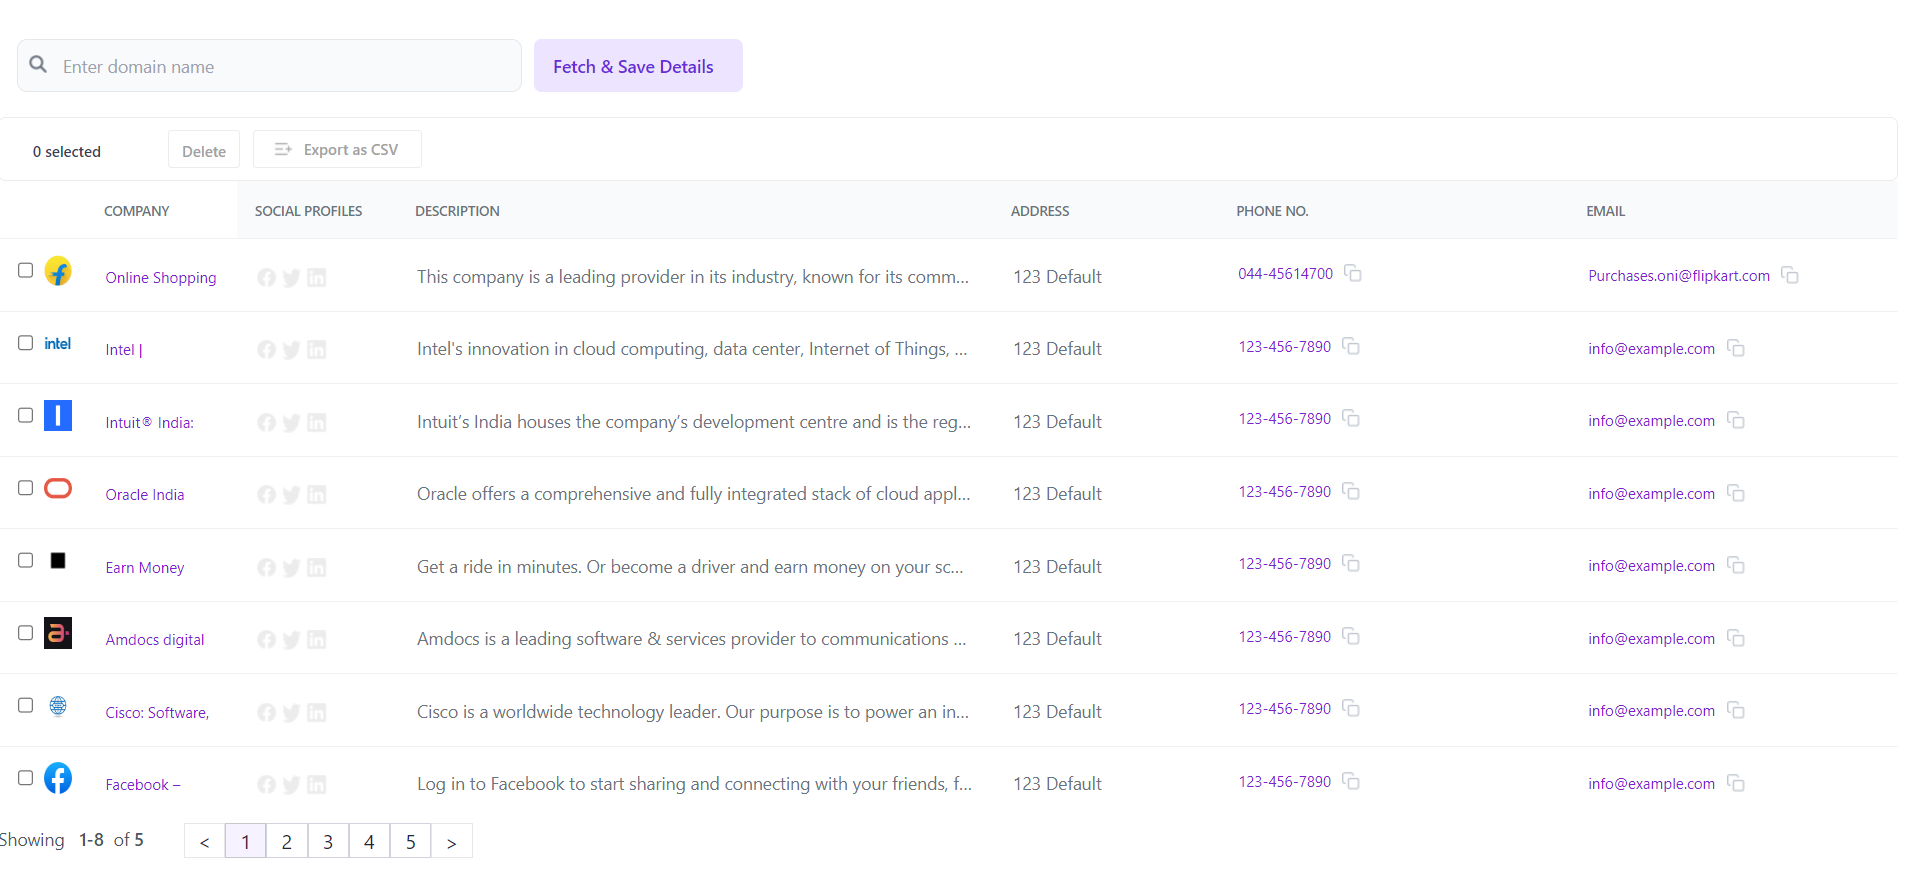 Enter domain name
Fetch & Save Details
0 selected
Delete
Export as CSV
COMPANY SOCIAL PROFILES DESCRIPTION ADDRESS PHONE NO. EMAIL
Online Shopping This company is a leading provider in its industry, known for its comm... 123 Default 044-45614700 Purchases.oni@flipkart.com
intel Intel | Intel's innovation in cloud computing, data center, Internet of Things, ... 123 Default 123-456-7890 info@example.com
Intuit® India: Intuit’s India houses the company’s development centre and is the reg... 123 Default 123-456-7890 info@example.com
Oracle India Oracle offers a comprehensive and fully integrated stack of cloud appl... 123 Default 123-456-7890 info@example.com
Earn Money Get a ride in minutes. Or become a driver and earn money on your sc... 123 Default 123-456-7890 info@example.com
a Amdocs digital Amdocs is a leading software & services provider to communications ... 123 Default 123-456-7890 info@example.com
Cisco: Software, Cisco is a worldwide technology leader. Our purpose is to power an in... 123 Default 123-456-7890 info@example.com
Facebook – Log in to Facebook to start sharing and connecting with your friends, f... 123 Default 123-456-7890 info@example.com
Showing 1-8 of 5 < 1 2 3 4 5 >